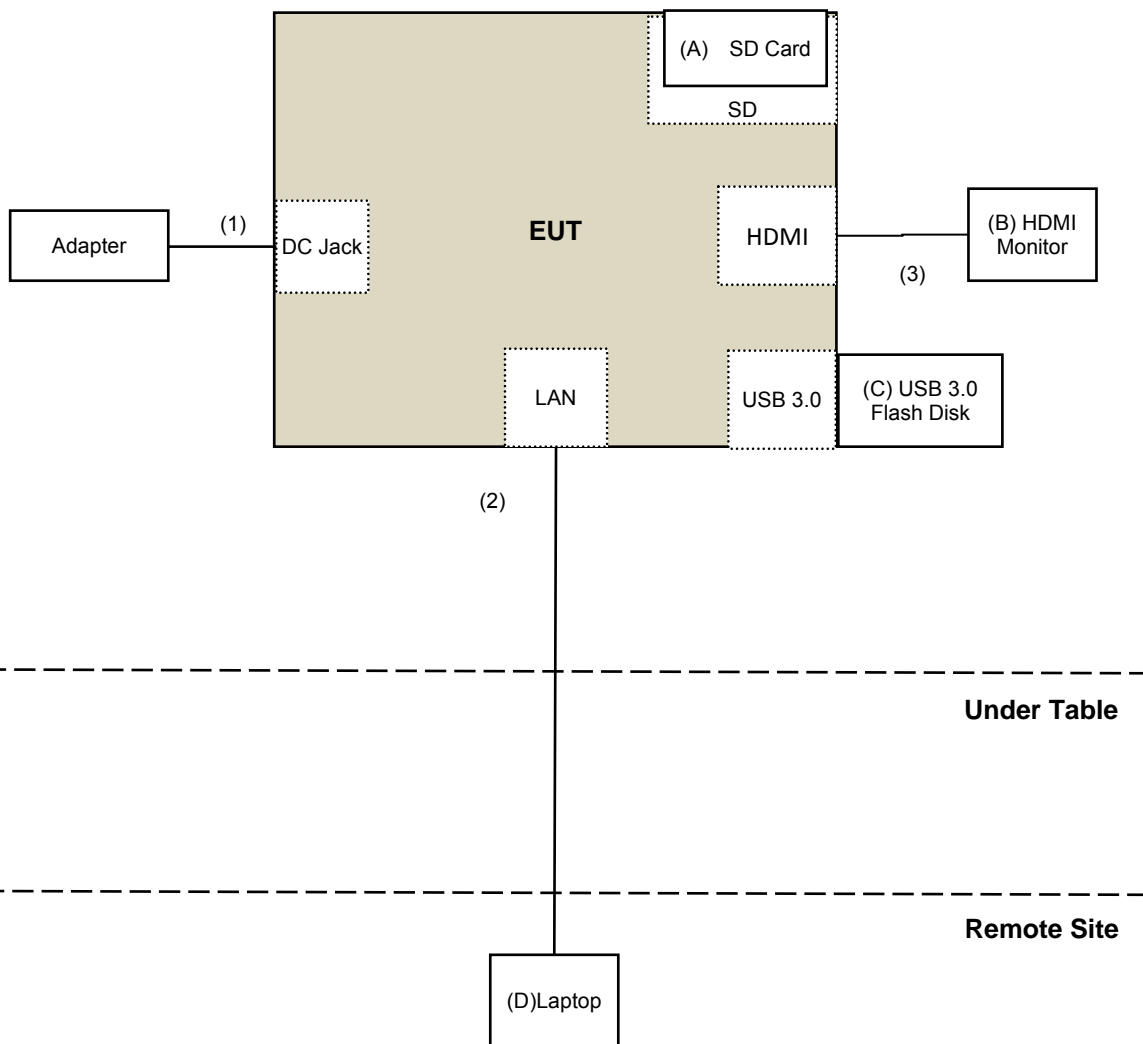 (A) SD Card
SD
Adapter
(1)
DC Jack
EUT
HDMI
(B) HDMI
Monitor
(3)
LAN
USB 3.0
(C) USB 3.0
Flash Disk
(2)
Under Table
Remote Site
(D)Laptop